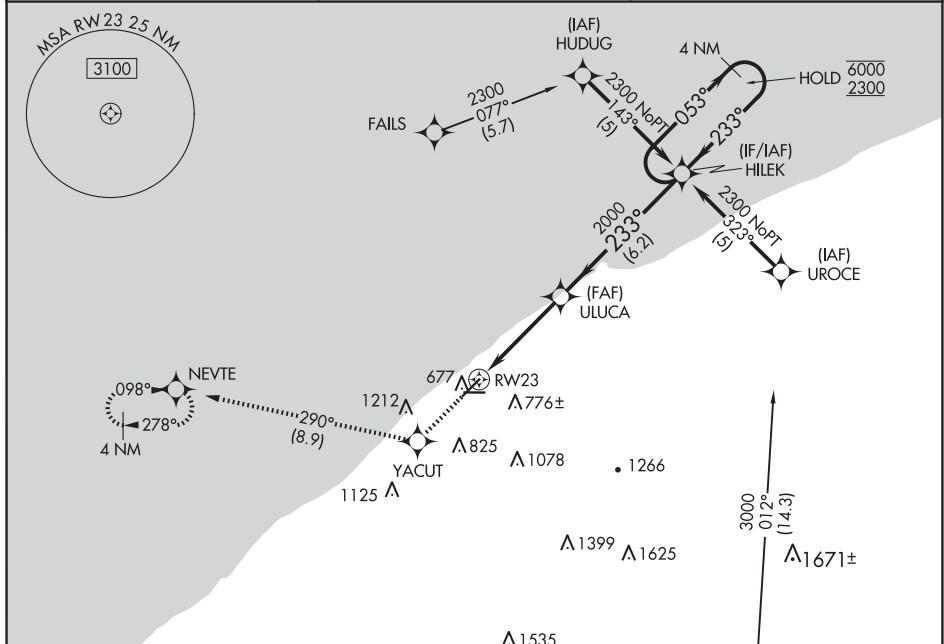 MSA RW 23 25 NM
3100
(IAF)
HUDUG
4 NM
HOLD 6000
2300
053°
233°
2300 NoPT
143°
(5)
2300
077°
(5.7)
FAILS
(IF/IAF)
HILEK
2300 NoPT
323°
(5)
(IAF)
UROCE
2000
233°
(6.2)
(FAF)
ULUCA
NEVTE
098°
278°
4 NM
290°
(8.9)
677
RW23
1212
776±
825
1078
YACUT
1266
1125
3000
012°
(14.3)
1399
1625
1671±
1535